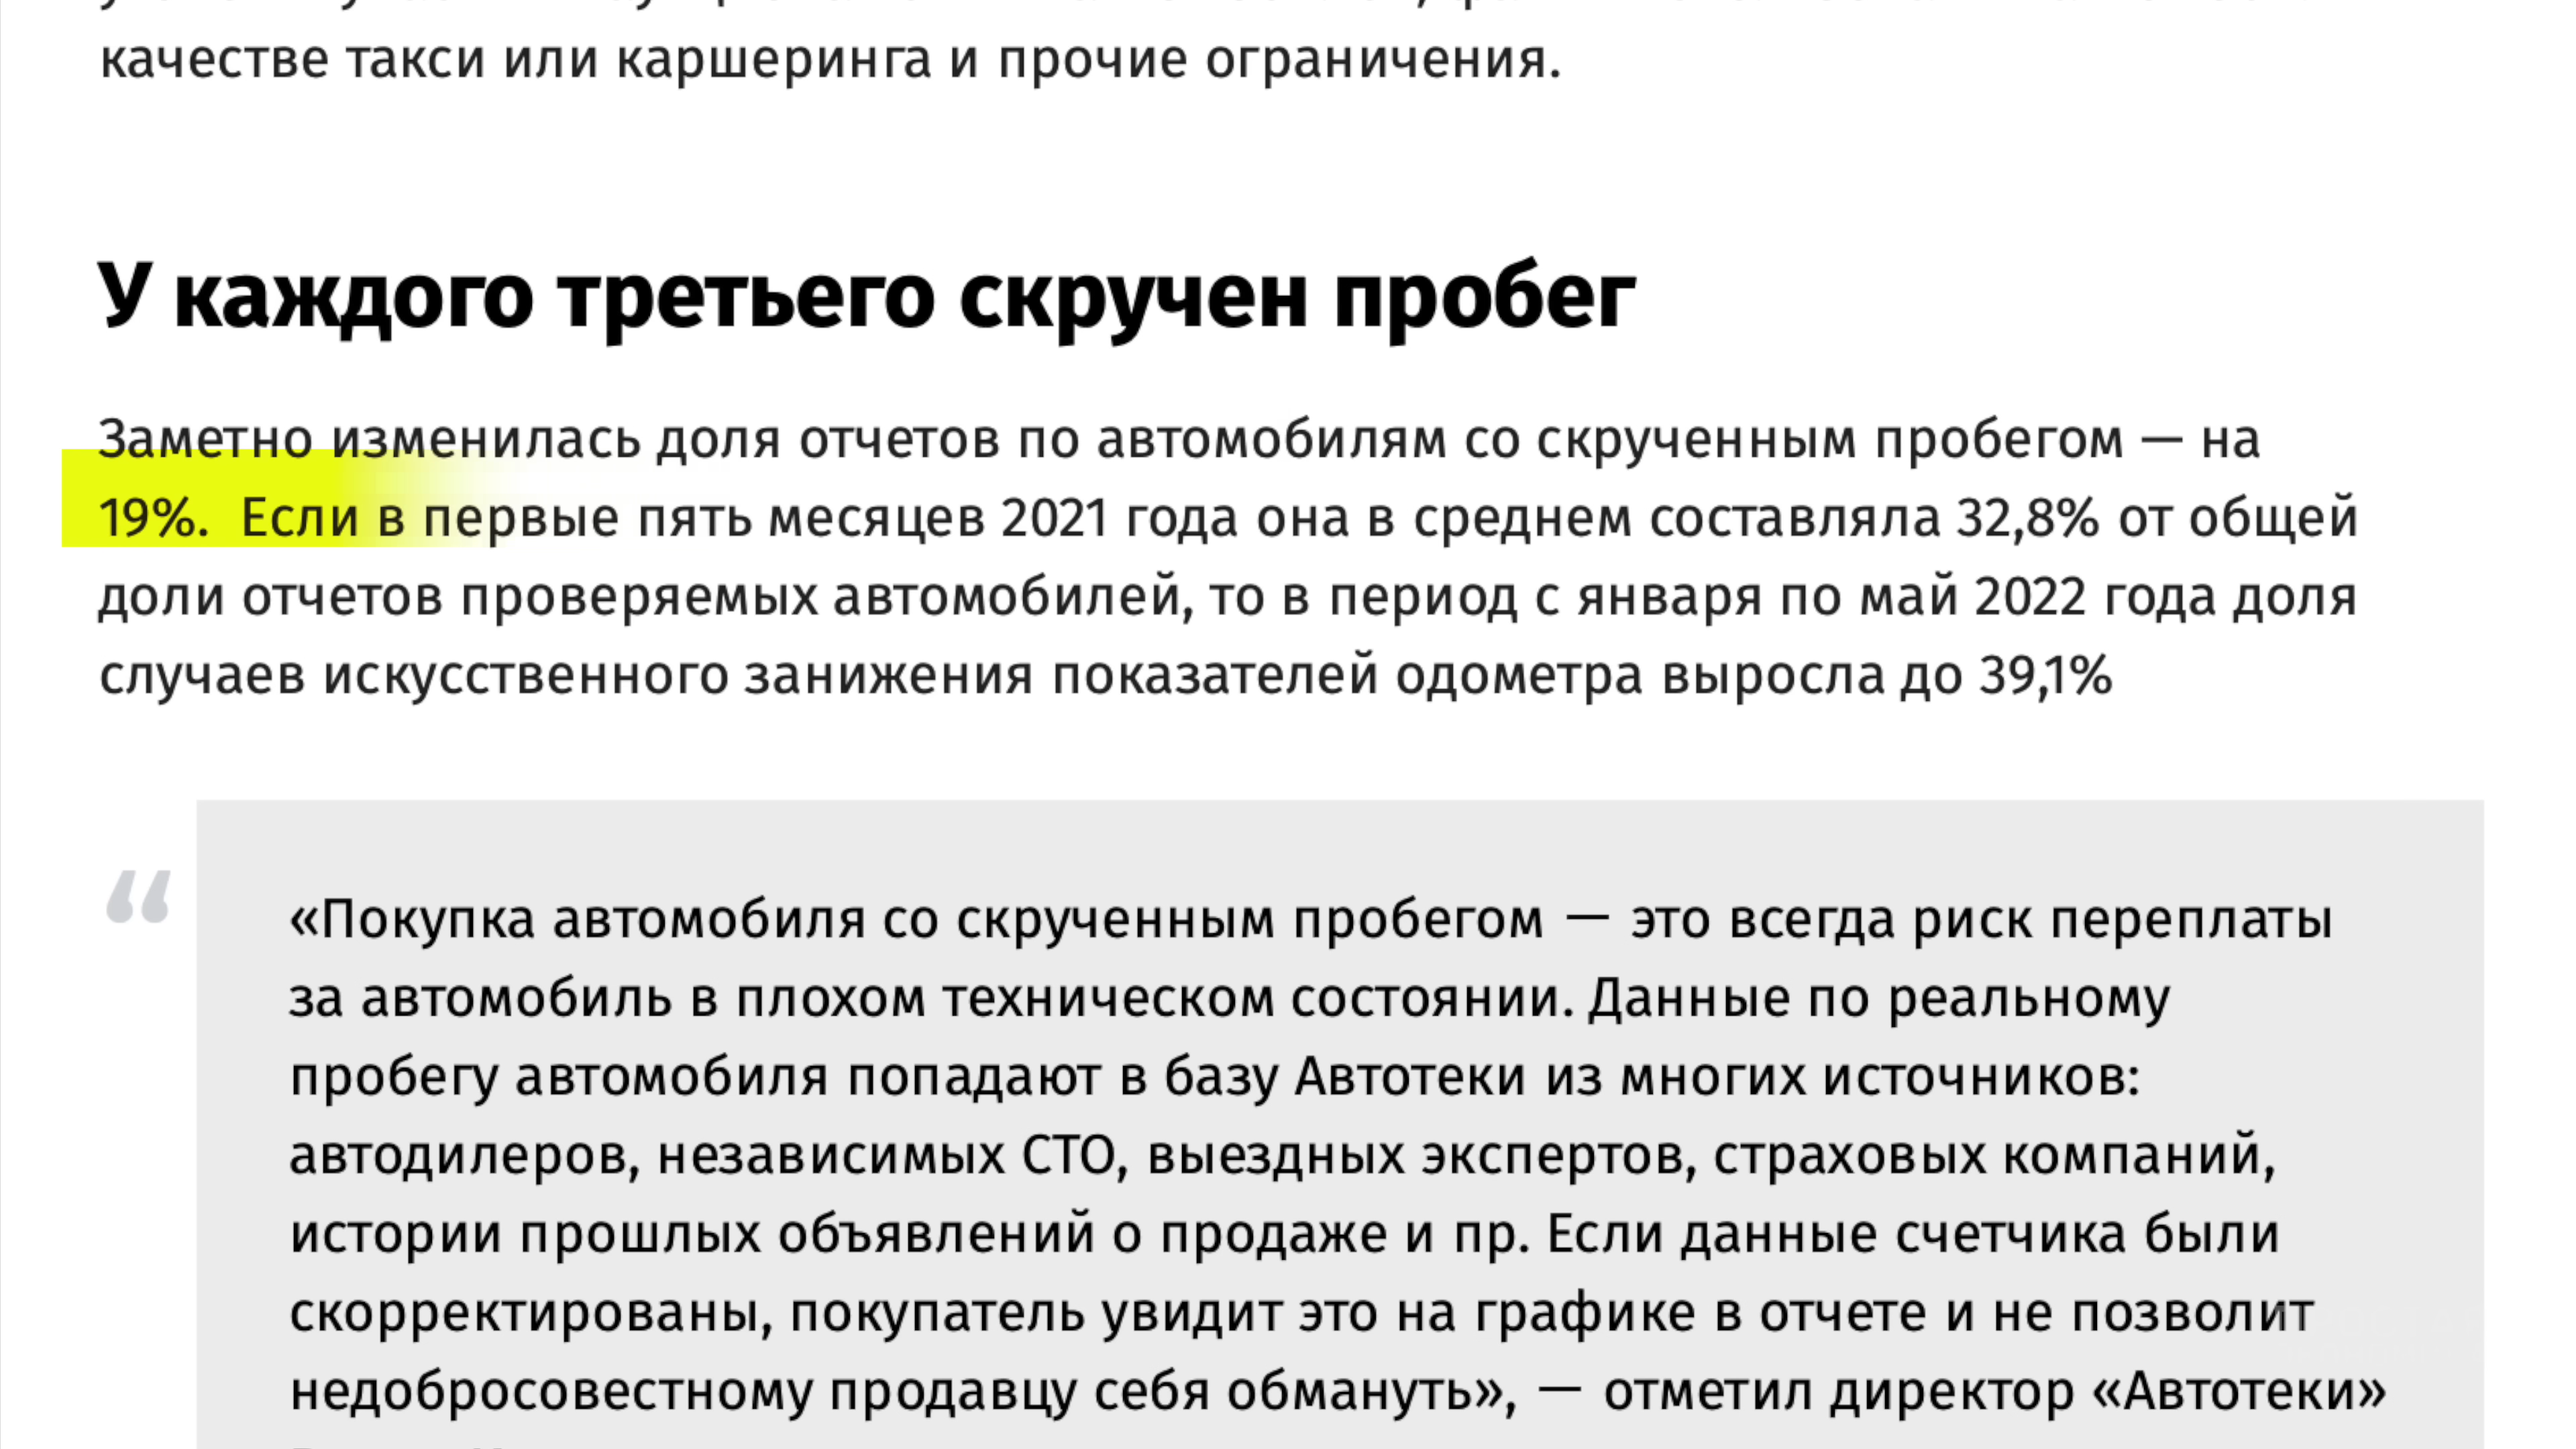 качестве такси или каршеринга и прочие ограничения.
У каждого третьего скручен пробег
Заметно изменилась доля отчетов по автомобилям со скрученным пробегом — на
19%. Если в первые пять месяцев 2021 года она в среднем составляла 32,8% от общей
доли отчетов проверяемых автомобилей, то в период с января по май 2022 года доля
случаев искусственного занижения показателей одометра выросла до 39,1%
“
«Покупка автомобиля со скрученным пробегом — это всегда риск переплаты
за автомобиль в плохом техническом состоянии. Данные по реальному
пробегу автомобиля попадают в базу Автотеки из многих источников:
автодилеров, независимых СТО, выездных экспертов, страховых компаний,
истории прошлых объявлений о продаже и пр. Если данные счетчика были
скорректированы, покупатель увидит это на графике в отчете и не позволит
недобросовестному продавцу себя обмануть», — отметил директор «Автотеки»